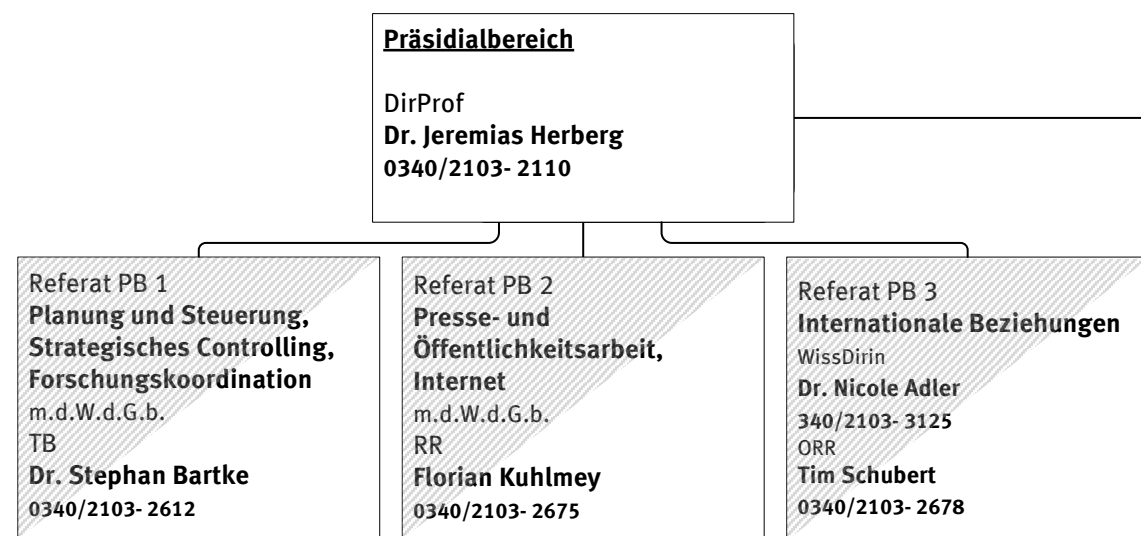 Präsidialbereich
DirProf
Dr. Jeremias Herberg
0340/2103- 2110
Referat PB 1
Planung und Steuerung,
Strategisches Controlling,
Forschungskoordination
m.d.W.d.G.b.
TB
Dr. Stephan Bartke
0340/2103- 2612
Referat PB 2
Presse- und
Öffentlichkeitsarbeit,
Internet
m.d.W.d.G.b.
RR
Florian Kuhlmey
0340/2103- 2675
Referat PB 3
Internationale Beziehungen
WissDirin
Dr. Nicole Adler
340/2103- 3125
ORR
Tim Schubert
0340/2103- 2678